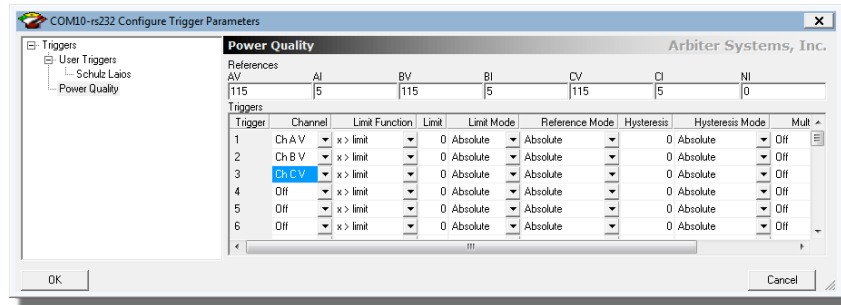 COM10-rs232 Configure Trigger Parameters
Triggers
User Triggers
Schulz Laios
Power Quality
Power Quality Arbiter Systems, Inc.
References
AV AI BV BI CV CI NI
115 5 115 5 115 5 0
Triggers
Trigger Channel Limit Function Limit Limit Mode Reference Mode Hysteresis Hysteresis Mode Mult
1 Ch A V x > limit 0 Absolute Absolute 0 Absolute Off
2 Ch B V x > limit 0 Absolute Absolute 0 Absolute Off
3 Ch C V x > limit 0 Absolute Absolute 0 Absolute Off
4 Off x > limit 0 Absolute Absolute 0 Absolute Off
5 Off x > limit 0 Absolute Absolute 0 Absolute Off
6 Off x > limit 0 Absolute Absolute 0 Absolute Off
OK Cancel